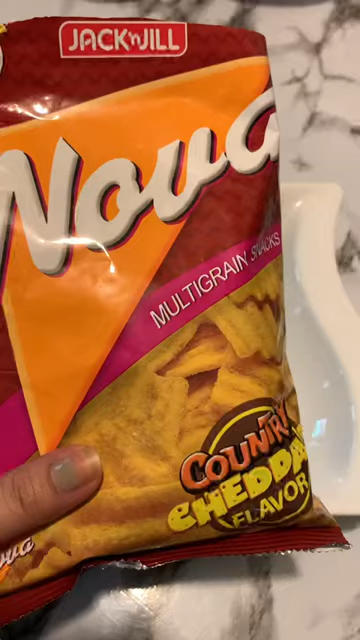 JACK 'n JILL
Nova
MULTIGRAIN SNACKS
COUNTRY
CHEDDAR
FLAVOR